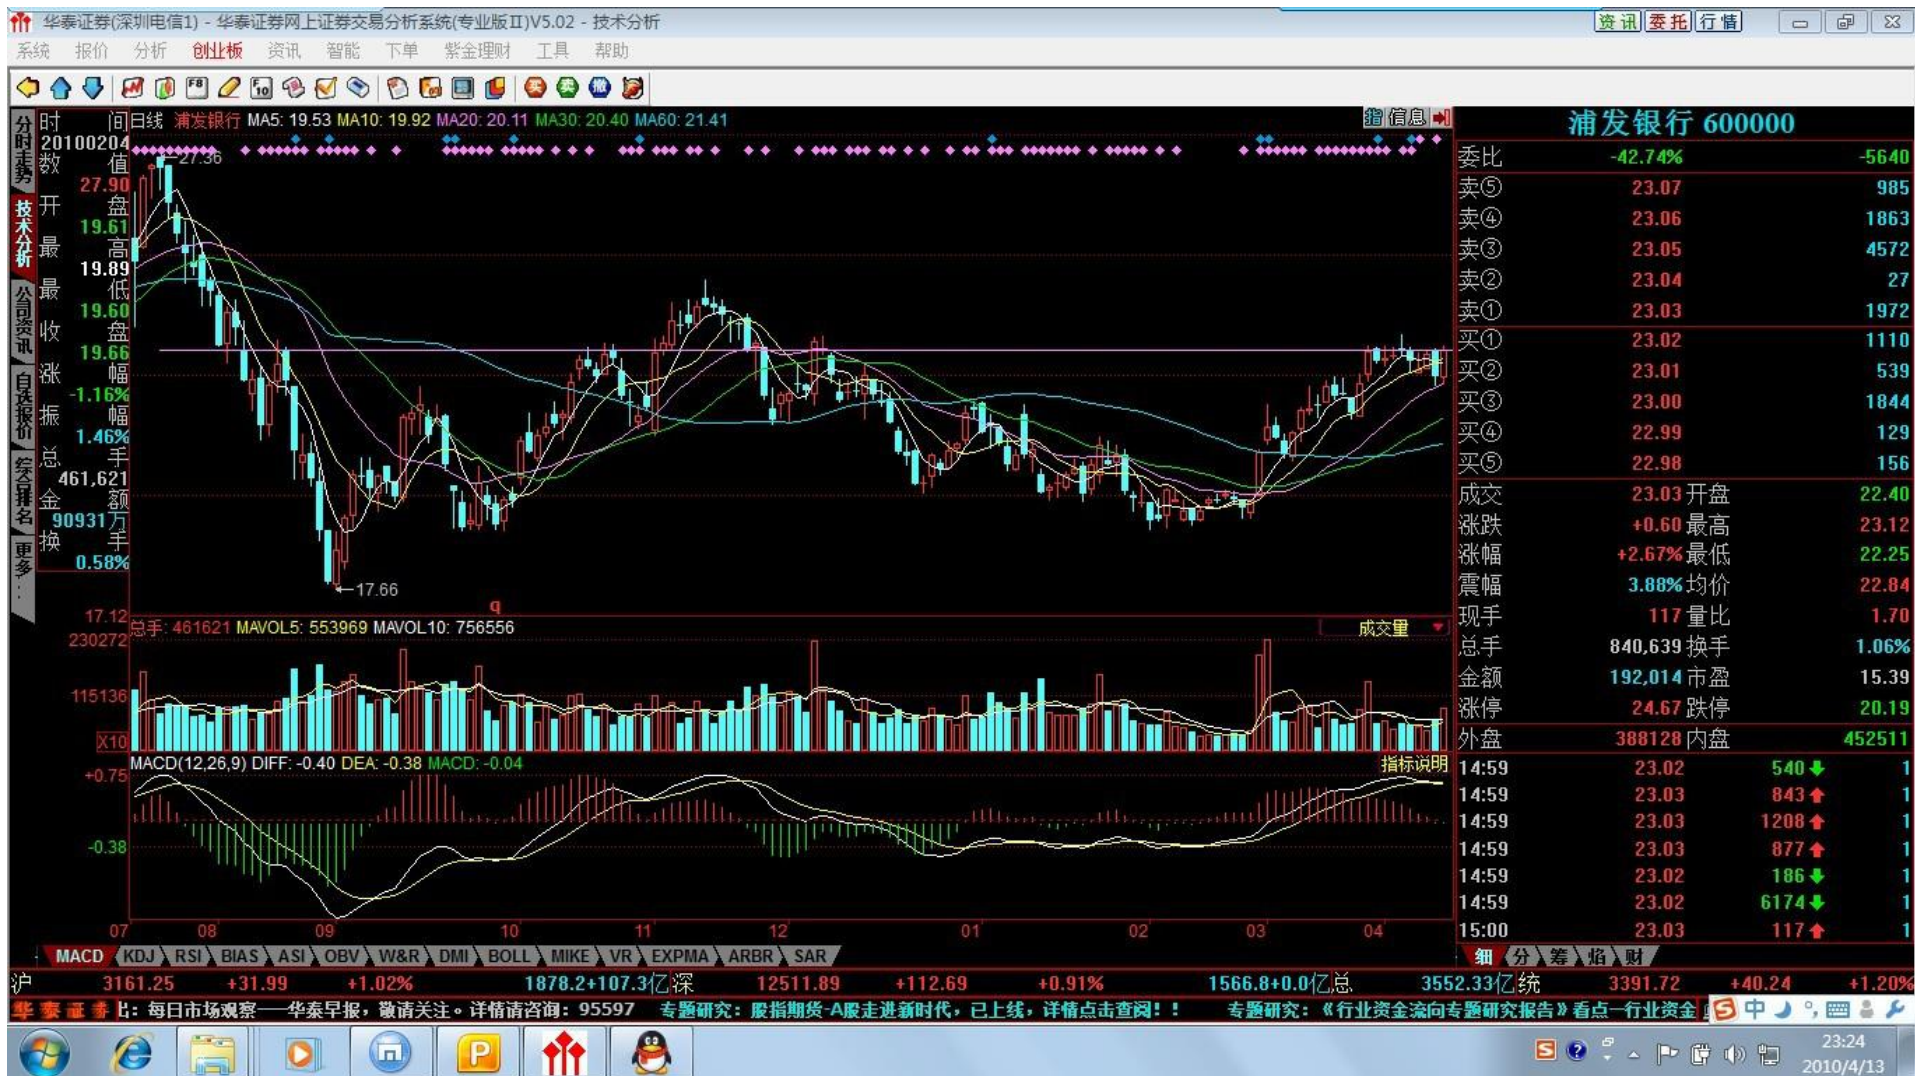 华泰证券(深圳电信1) - 华泰证券网上证券交易分析系统(专业版Ⅱ)V5.02 - 技术分析
资讯 委托 行情
系统 报价 分析 创业板 资讯 智能 下单 紫金理财 工具 帮助
F8 F10 买 卖 撤
分时走势
技术分析
公司资讯
自选报价
综合排名
更多..
时间
20100204
数值
27.90
开盘
19.61
最高
19.89
最低
19.60
收盘
19.66
涨幅
-1.16%
振幅
1.46%
总手
461,621
金额
90931万
换手
0.58%
日线 浦发银行 MA5: 19.53 MA10: 19.92 MA20: 20.11 MA30: 20.40 MA60: 21.41
指 信息
27.36
17.66
q
17.12
总手: 461621 MAVOL5: 553969 MAVOL10: 756556
成交量
230272
115136
X10
MACD(12,26,9) DIFF: -0.40 DEA: -0.38 MACD: -0.04
指标说明
+0.75
-0.38
07 08 09 10 11 12 01 02 03 04
MACD KDJ RSI BIAS ASI OBV W&R DMI BOLL MIKE VR EXPMA ARBR SAR
浦发银行 600000
委比 -42.74% -5640
卖⑤ 23.07 985
卖④ 23.06 1863
卖③ 23.05 4572
卖② 23.04 27
卖① 23.03 1972
买① 23.02 1110
买② 23.01 539
买③ 23.00 1844
买④ 22.99 129
买⑤ 22.98 156
成交 23.03 开盘 22.40
涨跌 +0.60 最高 23.12
涨幅 +2.67% 最低 22.25
震幅 3.88% 均价 22.84
现手 117 量比 1.70
总手 840,639 换手 1.06%
金额 192,014 市盈 15.39
涨停 24.67 跌停 20.19
外盘 388128 内盘 452511
14:59 23.02 540 1
14:59 23.03 843 1
14:59 23.03 1208 1
14:59 23.03 877 1
14:59 23.02 186 1
14:59 23.02 6174 1
15:00 23.03 117 1
细 分 筹 焰 财
沪 3161.25 +31.99 +1.02% 1878.2+107.3亿 深 12511.89 +112.69 +0.91% 1566.8+0.0亿 总 3552.33亿 统 3391.72 +40.24 +1.20%
华泰证券 : 每日市场观察——华泰早报，敬请关注。详情请咨询：95597 专题研究：股指期货-A股走进新时代，已上线，详情点击查阅！！ 专题研究：《行业资金流向专题研究报告》看点一行业资金
中
23:24
2010/4/13